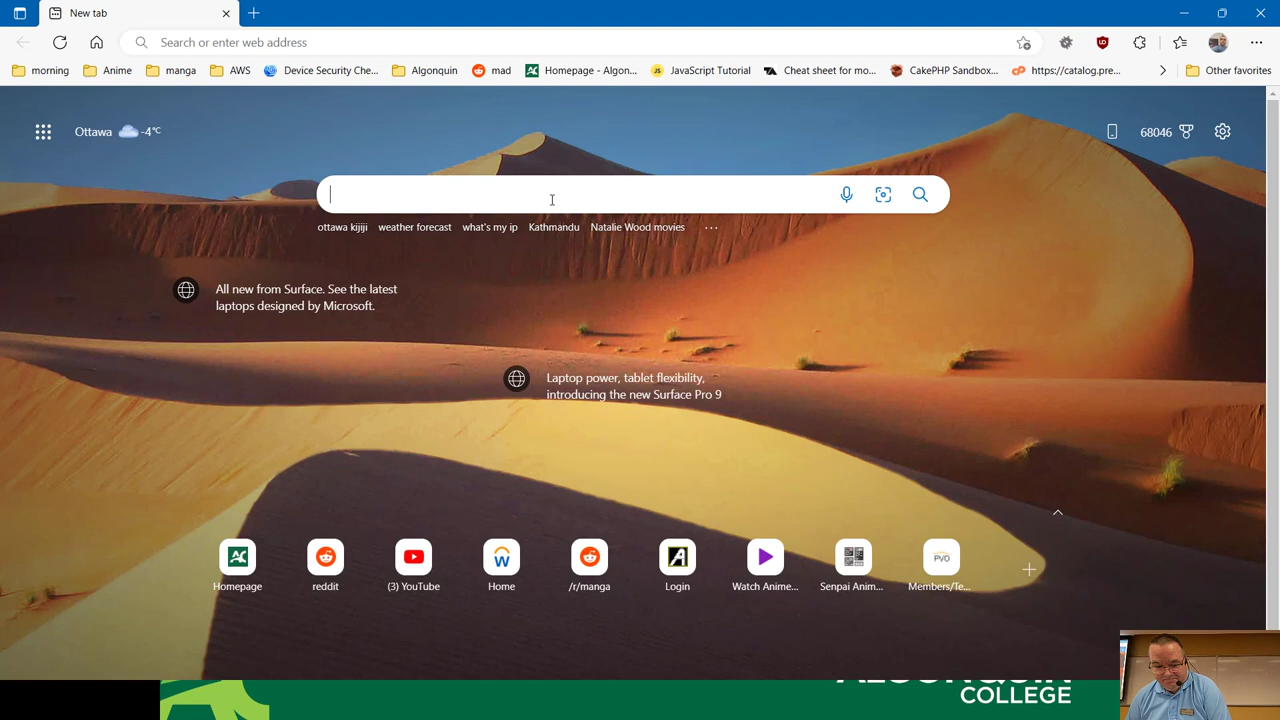 New tab
Search or enter web address
morning
Anime
manga
AWS
Device Security Che...
Algonquin
mad
Homepage - Algon...
JavaScript Tutorial
Cheat sheet for mo...
CakePHP Sandbox...
https://catalog.pre...
Other favorites
Ottawa -4°C
68046
ottawa kijiji weather forecast what's my ip Kathmandu Natalie Wood movies ...
All new from Surface. See the latest
laptops designed by Microsoft.
Laptop power, tablet flexibility,
introducing the new Surface Pro 9
Homepage
reddit
(3) YouTube
Home
/r/manga
Login
Watch Anime...
Senpai Anim...
PVO
Members/Te...
COLLEGE